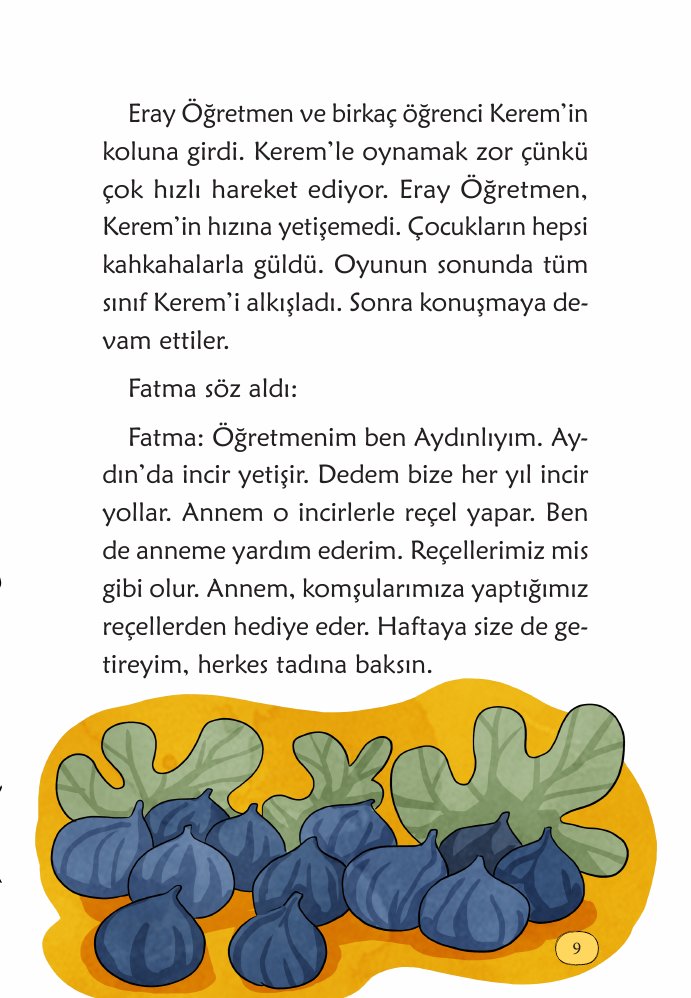 Eray Öğretmen ve birkaç öğrenci Kerem’in
koluna girdi. Kerem’le oynamak zor çünkü
çok hızlı hareket ediyor. Eray Öğretmen,
Kerem’in hızına yetişemedi. Çocukların hepsi
kahkahalarla güldü. Oyunun sonunda tüm
sınıf Kerem’i alkışladı. Sonra konuşmaya de-
vam ettiler.
Fatma söz aldı:
Fatma: Öğretmenim ben Aydınlıyım. Ay-
dın’da incir yetişir. Dedem bize her yıl incir
yollar. Annem o incirlerle reçel yapar. Ben
de anneme yardım ederim. Reçellerimiz mis
gibi olur. Annem, komşularımıza yaptığımız
reçellerden hediye eder. Haftaya size de ge-
tireyim, herkes tadına baksın.
9